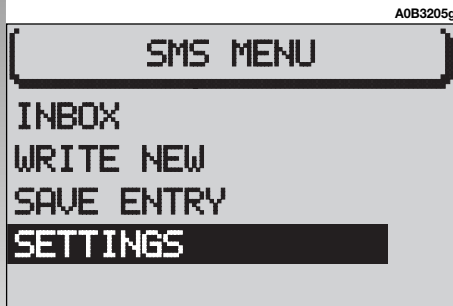 A0B3205g
SMS MENU
INBOX
WRITE NEW
SAVE ENTRY
SETTINGS